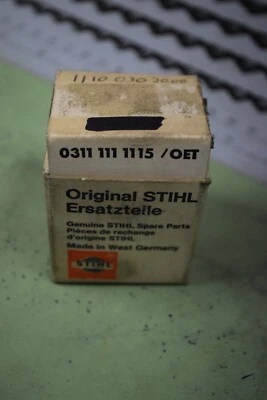 1110 030 2000
0311 111 1115 /OET
Original STIHL
Ersatzteile
Genuine STIHL Spare Parts
Pièces de rechange
d'origine STIHL
Made in West Germany
STIHL